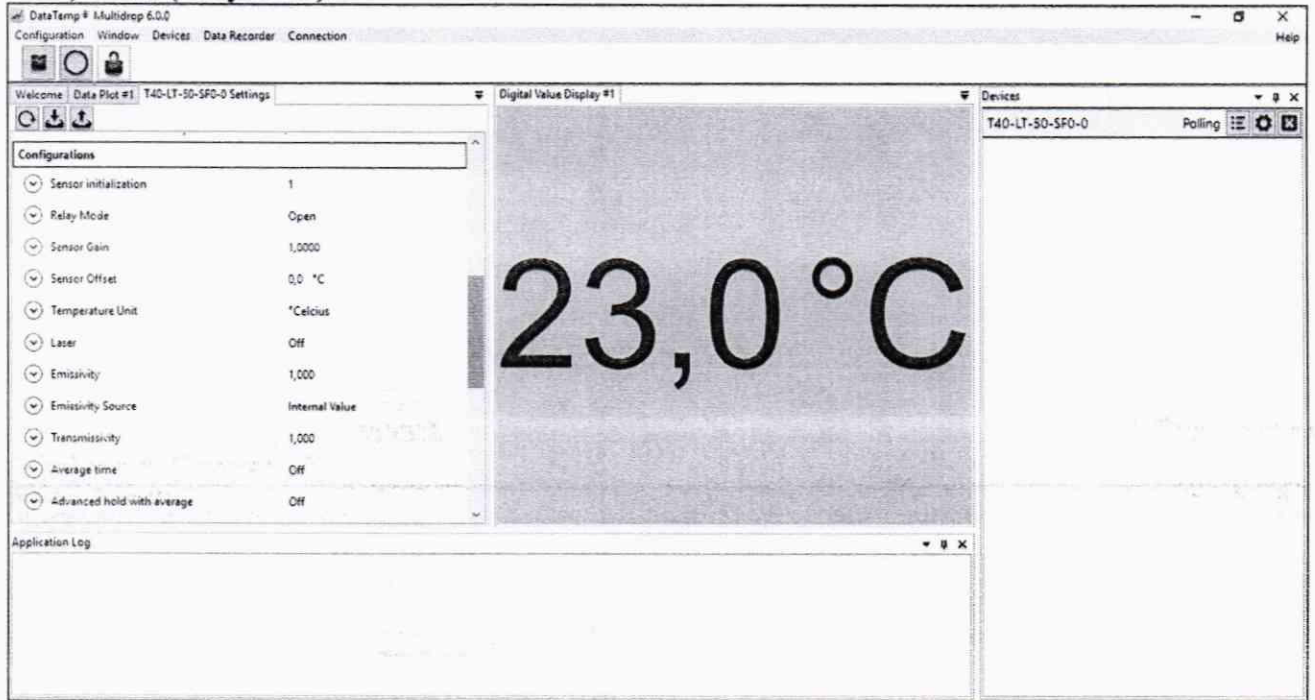 DataTemp® Multidrop 6.0.0
Configuration Window Devices Data Recorder Connection
Help
Welcome Data Plot #1 T40-LT-50-SF0-0 Settings
Configurations
Sensor initialization 1
Relay Mode Open
Sensor Gain 1,0000
Sensor Offset 0,0 °C
Temperature Unit °Celcius
Laser Off
Emissivity 1,000
Emissivity Source Internal Value
Transmissivity 1,000
Average time Off
Advanced hold with average Off
Digital Value Display #1
23,0 °C
Devices
T40-LT-50-SF0-0 Polling
Application Log